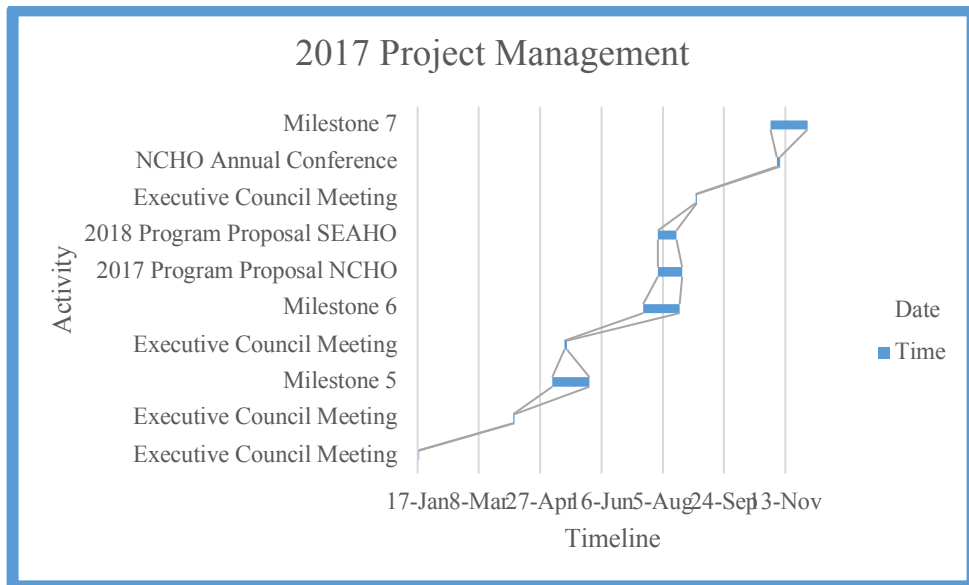 2017 Project Management
Milestone 7
NCHO Annual Conference
Executive Council Meeting
2018 Program Proposal SEAHO
2017 Program Proposal NCHO
Milestone 6
Executive Council Meeting
Milestone 5
Executive Council Meeting
Executive Council Meeting
Activity
Date
Time
17-Jan 8-Mar 27-Apr 16-Jun 5-Aug 24-Sep 13-Nov
Timeline